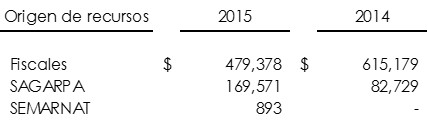 Origen de recursos 2015 2014
Fiscales $ 479,378 $ 615,179
SAGARPA 169,571 82,729
SEMARNAT 893 -